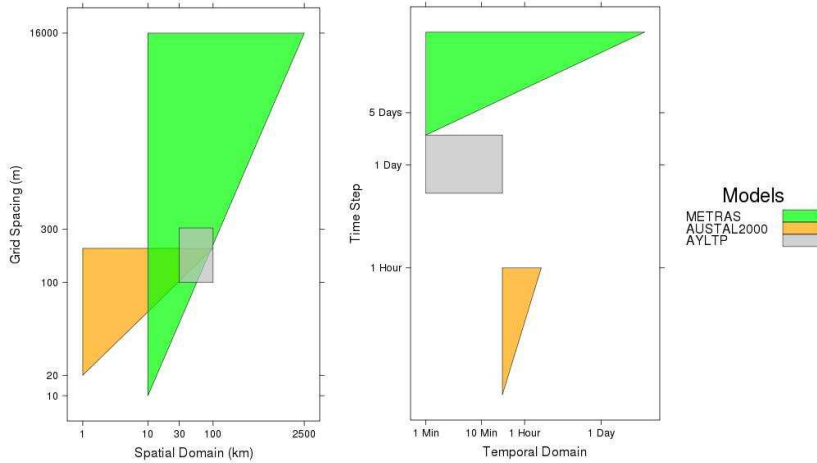 16000
300
100
20
10
Grid Spacing (m)
1 10 30 100 2500
Spatial Domain (km)
5 Days
1 Day
1 Hour
Time Step
1 Min 10 Min 1 Hour 1 Day
Temporal Domain
Models
METRAS
AUSTAL2000
AYLTP